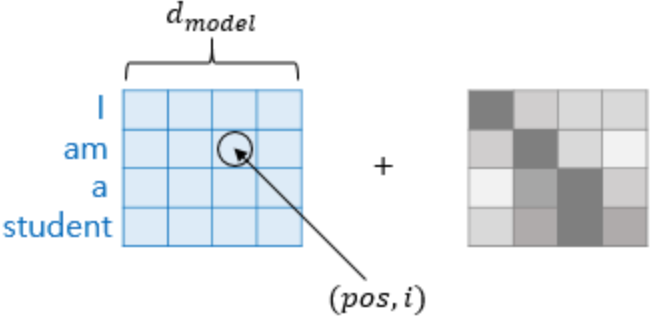 d_model
I
am
a
student
+
(pos, i)